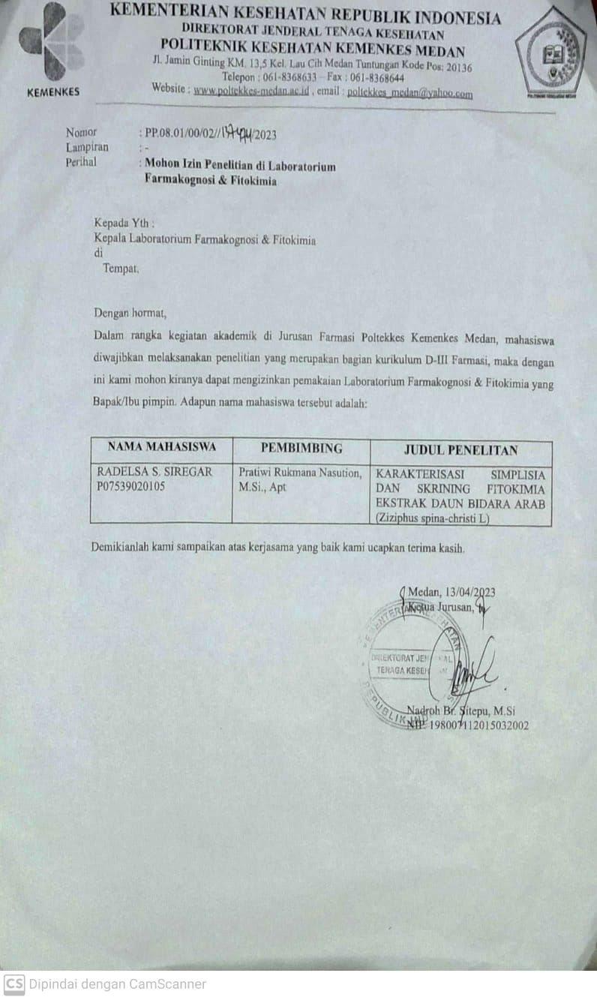 KEMENTERIAN KESEHATAN REPUBLIK INDONESIA
DIREKTORAT JENDERAL TENAGA KESEHATAN
POLITEKNIK KESEHATAN KEMENKES MEDAN
Jl. Jamin Ginting KM. 13,5 Kel. Lau Cih Medan Tuntungan Kode Pos: 20136
Telepon : 061-8368633 – Fax : 061-8368644
Website : www.poltekkes-medan.ac.id , email : poltekkes_medan@yahoo.com
KEMENKES
Nomor : PP.08.01/00/02//2023
Lampiran : -
Perihal : Mohon Izin Penelitian di Laboratorium
Farmakognosi & Fitokimia
Kepada Yth :
Kepala Laboratorium Farmakognosi & Fitokimia
di
Tempat.
Dengan hormat,
Dalam rangka kegiatan akademik di Jurusan Farmasi Poltekkes Kemenkes Medan, mahasiswa
diwajibkan melaksanakan penelitian yang merupakan bagian kurikulum D-III Farmasi, maka dengan
ini kami mohon kiranya dapat mengizinkan pemakaian Laboratorium Farmakognosi & Fitokimia yang
Bapak/Ibu pimpin. Adapun nama mahasiswa tersebut adalah:
NAMA MAHASISWA PEMBIMBING JUDUL PENELITAN
RADELSA S. SIREGAR Pratiwi Rukmana Nasution, KARAKTERISASI SIMPLISIA
P07539020105 M.Si., Apt DAN SKRINING FITOKIMIA
EKSTRAK DAUN BIDARA ARAB
(Ziziphus spina-christi L)
Demikianlah kami sampaikan atas kerjasama yang baik kami ucapkan terima kasih.
Medan, 13/04/2023
Ketua Jurusan,
KEMENTERIAN KESEHATAN
DIREKTORAT JENDERAL
TENAGA KESEHATAN
REPUBLIK INDONESIA
Nadroh Br. Sitepu, M.Si
NIP. 198007112015032002
CS Dipindai dengan CamScanner